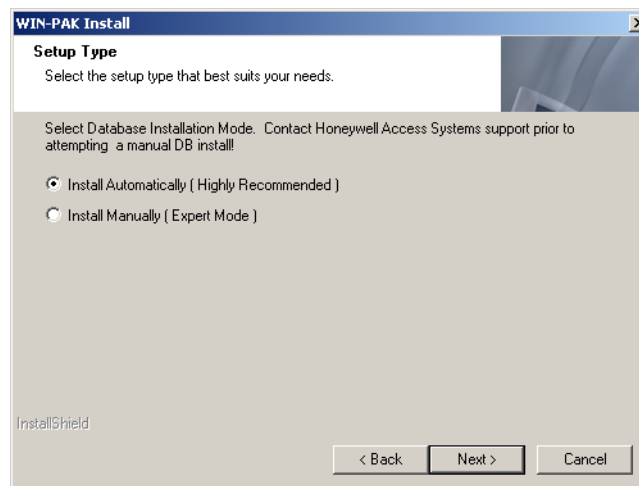 WIN-PAK Install
Setup Type
Select the setup type that best suits your needs.
Select Database Installation Mode.  Contact Honeywell Access Systems support prior to
attempting  a manual DB install!
Install Automatically ( Highly Recommended )
Install Manually ( Expert Mode )
InstallShield
< Back
Next >
Cancel